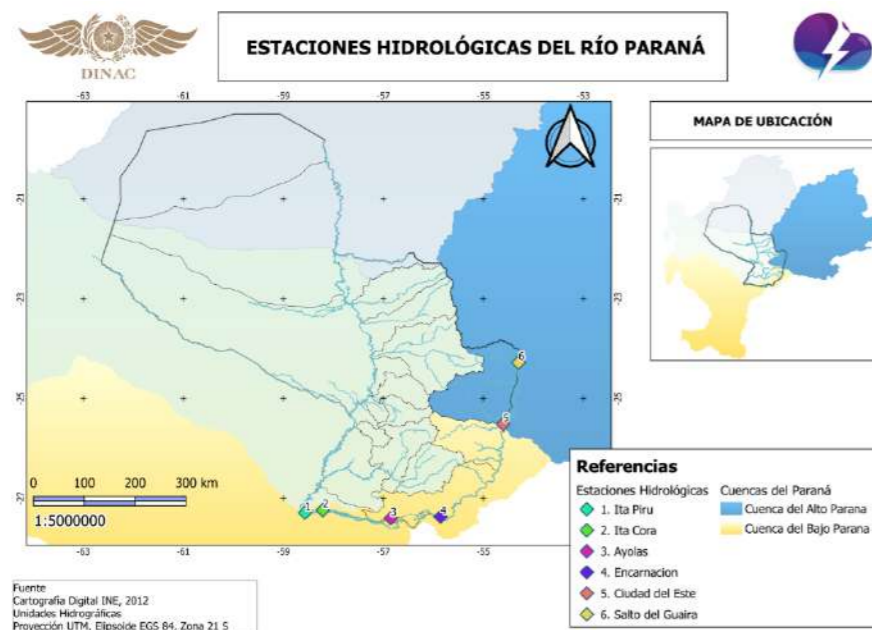 DINAC
ESTACIONES HIDROLÓGICAS DEL RÍO PARANÁ
-63 -61 -59 -57 -55 -53
MAPA DE UBICACIÓN
-21 -21
-23 -23
6
-25 -25
5
0 100 200 300 km
-27
1:5000000
1 2 3 4
-63 -61 -59 -57 -55
Referencias
Estaciones Hidrológicas
1. Ita Piru
2. Ita Cora
3. Ayolas
4. Encarnacion
5. Ciudad del Este
6. Salto del Guaira
Cuencas del Paraná
Cuenca del Alto Parana
Cuenca del Bajo Parana
Fuente
Cartografía Digital INE, 2012
Unidades Hidrográficas
Proyección UTM, Elipsoide EGS 84, Zona 21 S